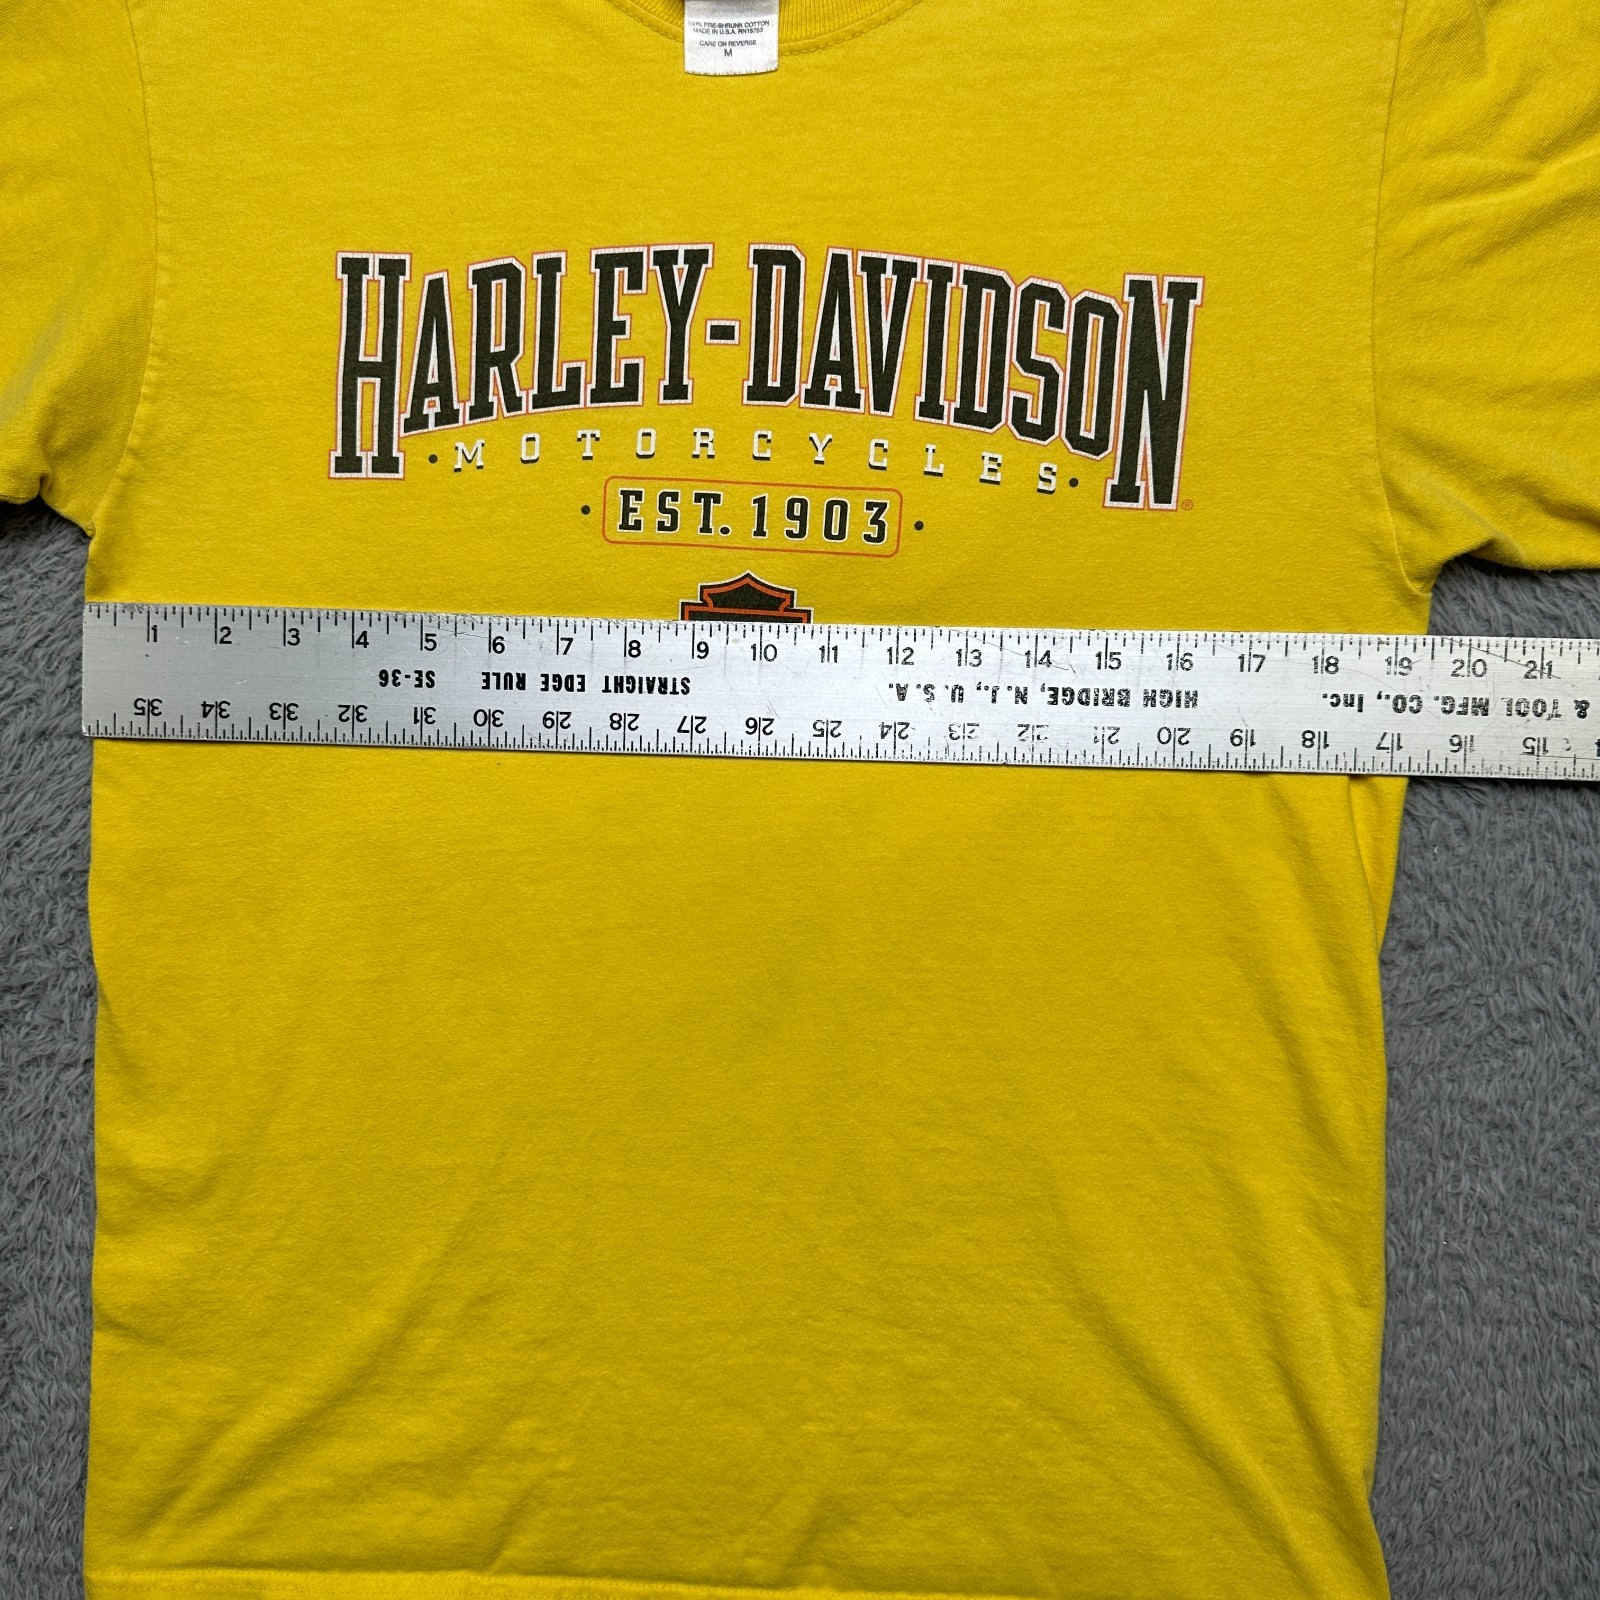 100% PRE-SHRUNK COTTON
MADE IN U.S.A. RN18763
CARE ON REVERSE
M
HARLEY-DAVIDSON
· MOTORCYCLES ·
®
· EST. 1903 ·
1 2 3 4 5 6 7 8 9 10 11 12 13 14 15 16 17 18 19 20 21
SE-36 STRAIGHT EDGE RULE HIGH BRIDGE, N.J., U.S.A. & TOOL MFG. CO., Inc.
35 34 33 32 31 30 29 28 27 26 25 24 23 22 21 20 19 18 17 16 15